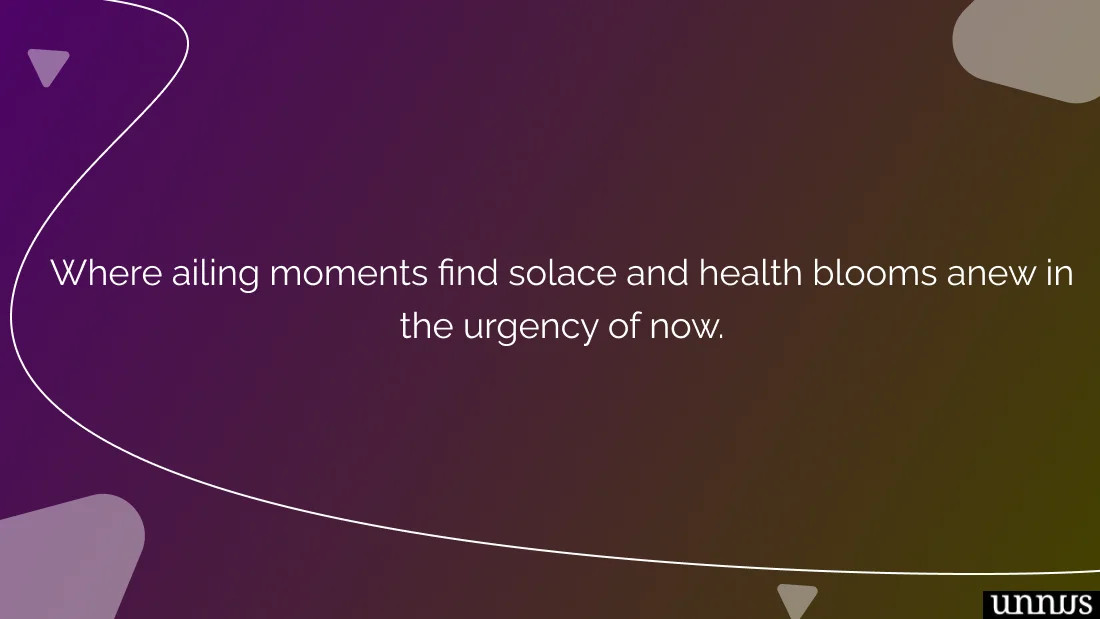 Where ailing moments find solace and health blooms anew in
the urgency of now.
unnus